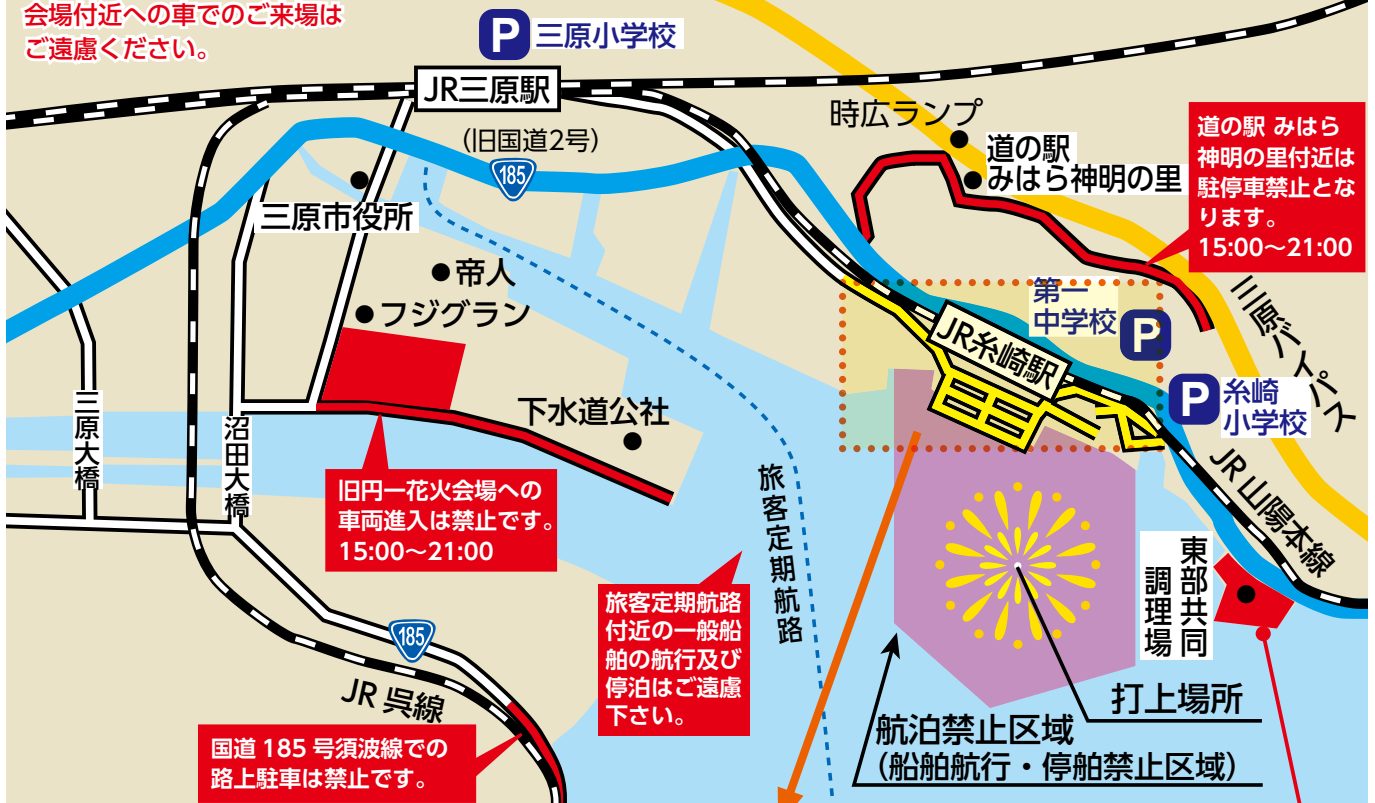 会場付近への車でのご来場は
ご遠慮ください。
P 三原小学校
JR三原駅
(旧国道2号)
185
時広ランプ
道の駅
みはら神明の里
道の駅 みはら
神明の里付近は
駐停車禁止とな
ります。
15:00〜21:00
三原市役所
帝人
フジグラン
第一
中学校
P
JR糸崎駅
三原バイパス
P
糸崎
小学校
下水道公社
三原大橋
沼田大橋
旧円一花火会場への
車両進入は禁止です。
15:00〜21:00
旅客定期航路
JR 山陽本線
東部共同
調理場
旅客定期航路
付近の一般船
舶の航行及び
停泊はご遠慮
下さい。
185
JR 呉線
打上場所
航泊禁止区域
(船舶航行・停舶禁止区域)
国道 185 号須波線での
路上駐車は禁止です。